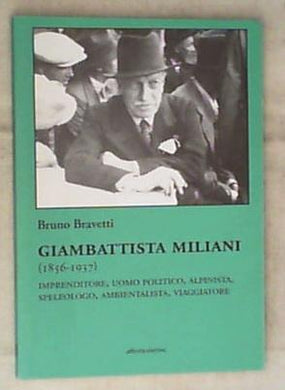 Bruno Bravetti
GIAMBATTISTA MILIANI
(1856-1937)
IMPRENDITORE, UOMO POLITICO, ALPINISTA,
SPELEOLOGO, AMBIENTALISTA, VIAGGIATORE